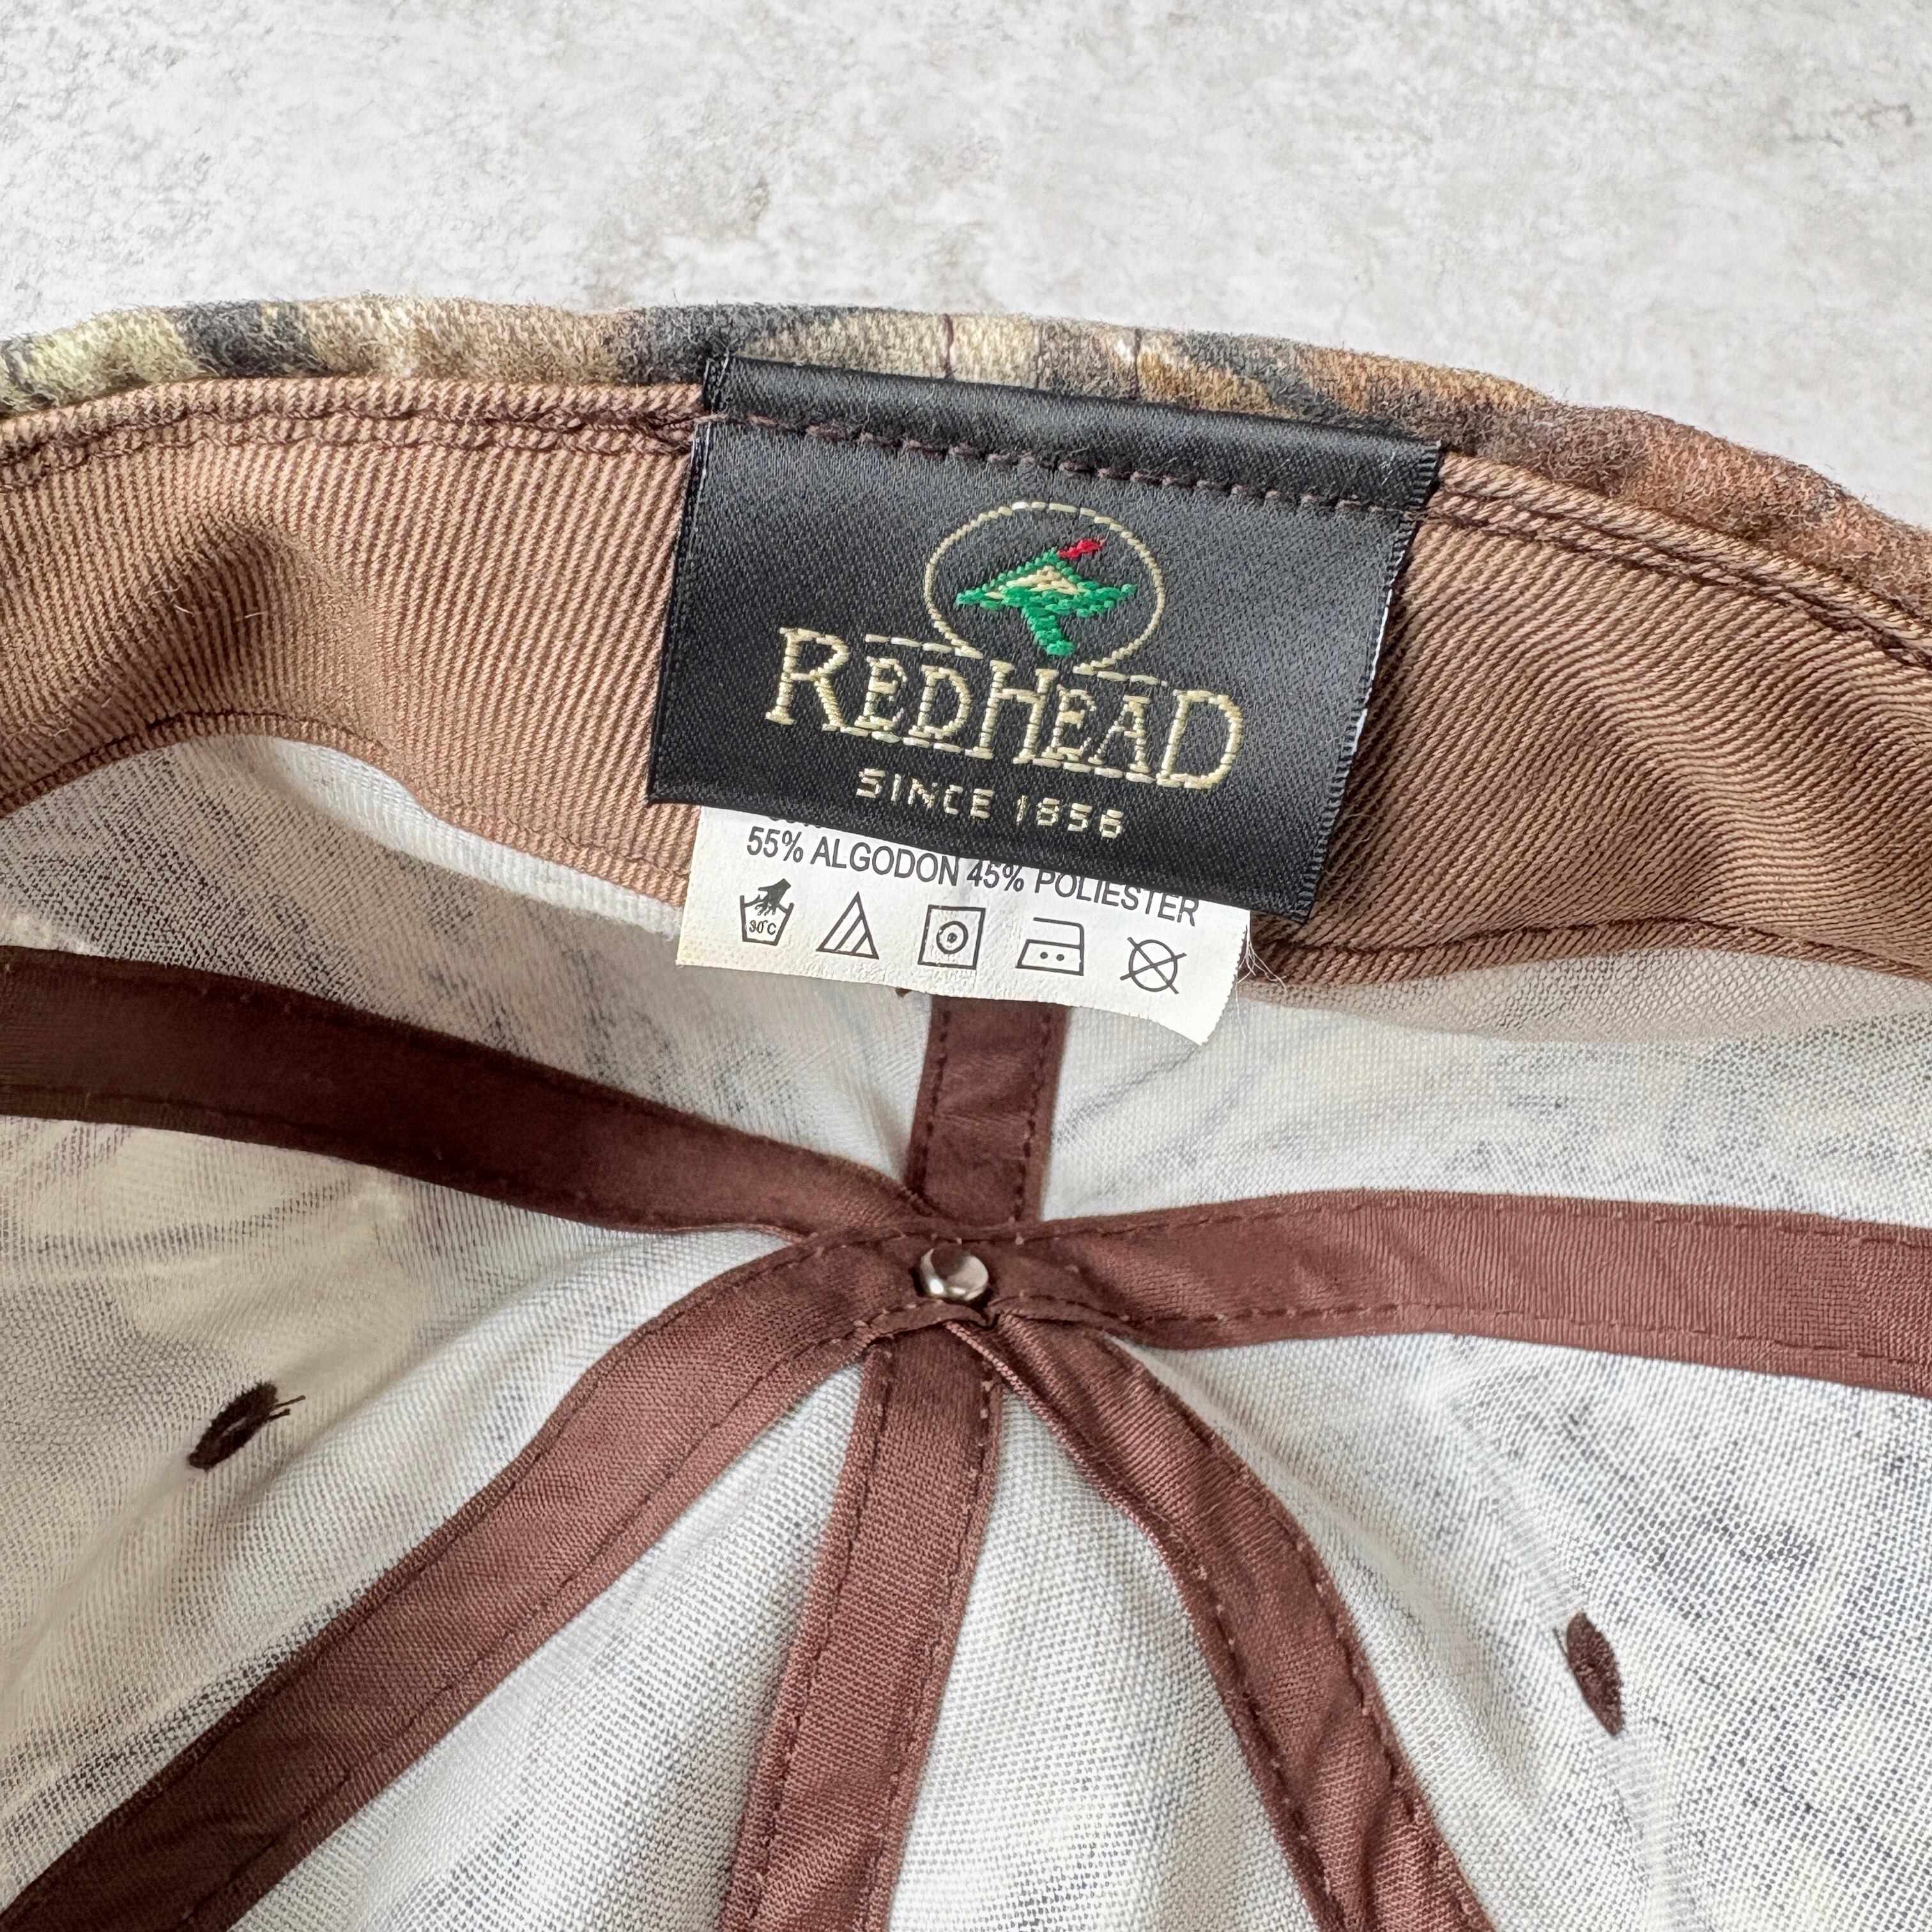 REDHEAD
SINCE 1856
55% ALGODON 45% POLIESTER
30°C